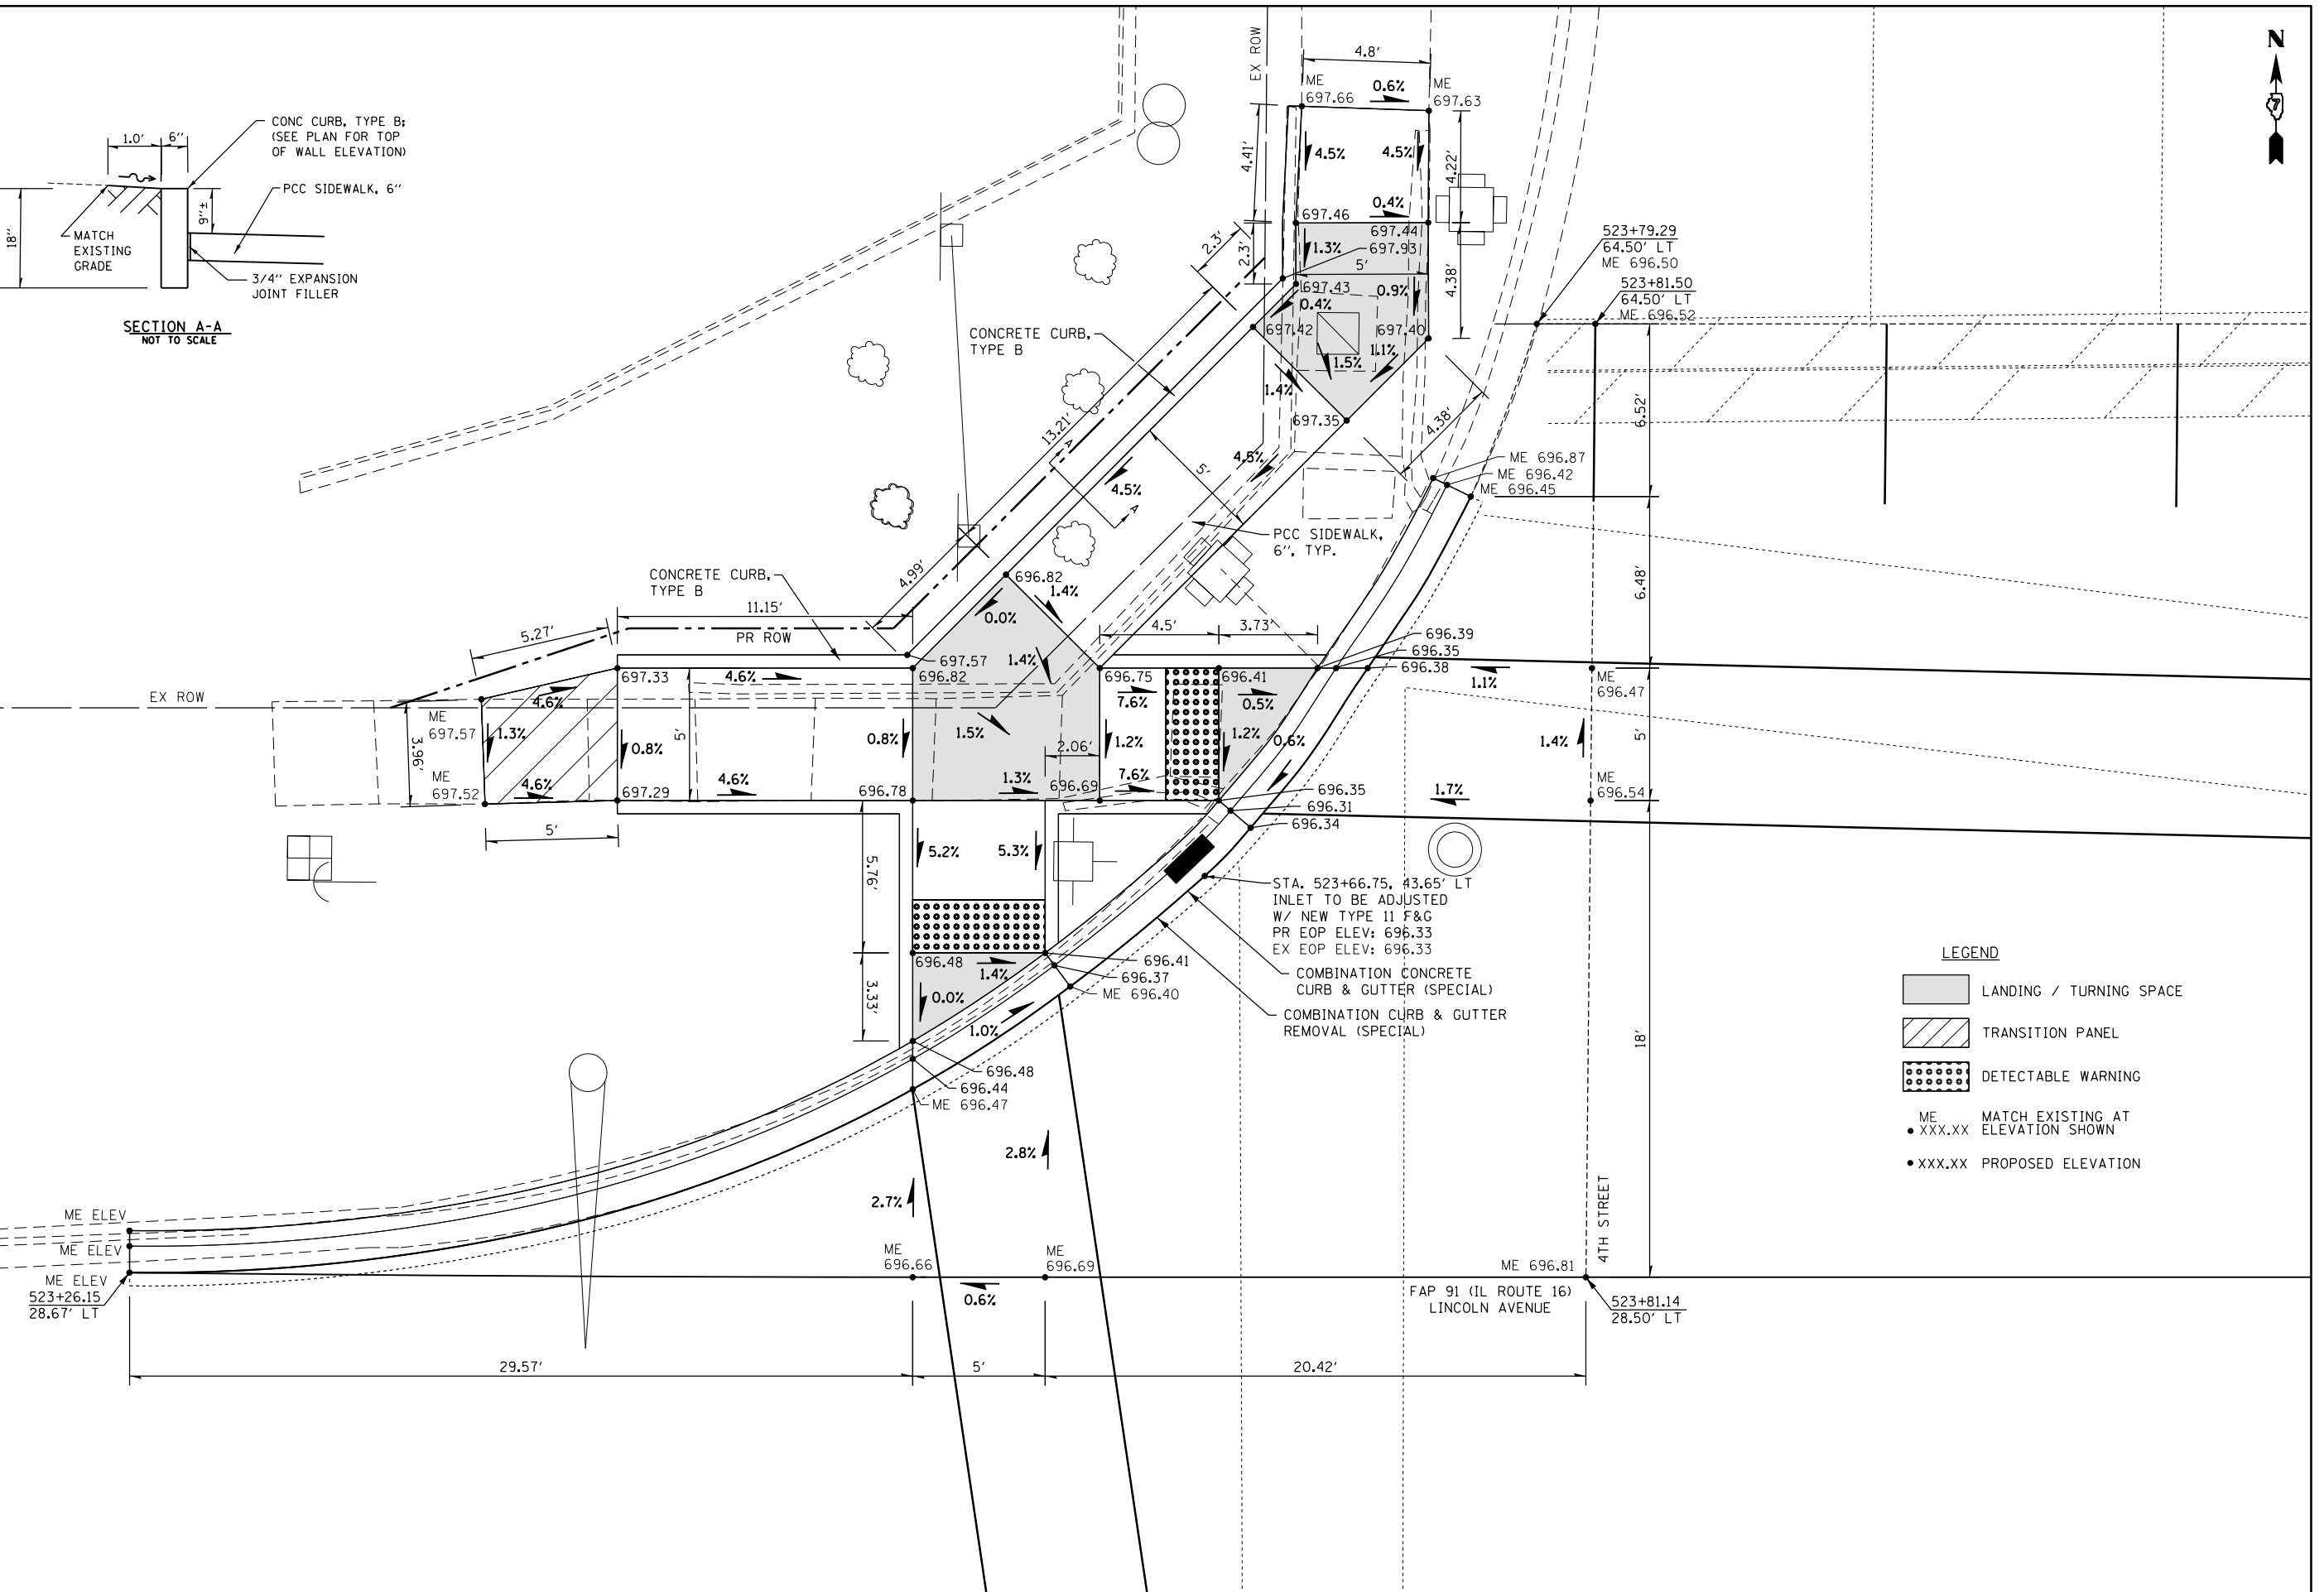 1.0'
6"
CONC CURB, TYPE B;
(SEE PLAN FOR TOP
OF WALL ELEVATION)
PCC SIDEWALK, 6"
9"±
18"
MATCH
EXISTING
GRADE
3/4" EXPANSION
JOINT FILLER
SECTION A-A
NOT TO SCALE
N
EX ROW
4.8'
ME
697.66
0.6%
ME
697.63
4.41'
4.5%
4.5%
4.22'
697.46
0.4%
697.44
2.3'
2.3'
1.3%
697.93
5'
4.38'
697.43
0.9%
0.4%
697.42
697.40
1.5%
1.1%
1.4%
697.35
4.38'
523+79.29
64.50' LT
ME 696.50
523+81.50
64.50' LT
ME 696.52
6.52'
CONCRETE CURB,
TYPE B
13.21'
A
A
4.5%
4.5%
5'
ME 696.87
ME 696.42
ME 696.45
PCC SIDEWALK,
6", TYP.
6.48'
CONCRETE CURB,
TYPE B
4.99'
696.82
1.4%
0.0%
11.15'
5.27'
PR ROW
4.5'
3.73'
696.39
696.35
696.38
1.1%
ME
696.47
EX ROW
697.33
4.6%
697.57
696.82
1.4%
696.75
696.41
4.6%
7.6%
0.5%
ME
697.57
1.3%
3.96'
0.8%
5'
0.8%
1.5%
2.06'
1.2%
1.2%
0.6%
1.4%
5'
ME
697.52
4.6%
697.29
4.6%
696.78
1.3%
696.69
7.6%
696.35
696.31
696.34
1.7%
ME
696.54
5'
5.76'
5.2%
5.3%
STA. 523+66.75, 43.65' LT
INLET TO BE ADJUSTED
W/ NEW TYPE 11 F&G
PR EOP ELEV: 696.33
EX EOP ELEV: 696.33
COMBINATION CONCRETE
CURB & GUTTER (SPECIAL)
COMBINATION CURB & GUTTER
REMOVAL (SPECIAL)
696.48
1.4%
696.41
696.37
ME 696.40
3.33'
0.0%
1.0%
696.48
696.44
ME 696.47
18'
LEGEND
LANDING / TURNING SPACE
TRANSITION PANEL
DETECTABLE WARNING
ME MATCH EXISTING AT
XXX.XX ELEVATION SHOWN
XXX.XX PROPOSED ELEVATION
2.8%
2.7%
4TH STREET
ME ELEV
ME ELEV
ME ELEV
523+26.15
28.67' LT
ME
696.66
ME
696.69
0.6%
ME 696.81
FAP 91 (IL ROUTE 16)
LINCOLN AVENUE
523+81.14
28.50' LT
29.57'
5'
20.42'